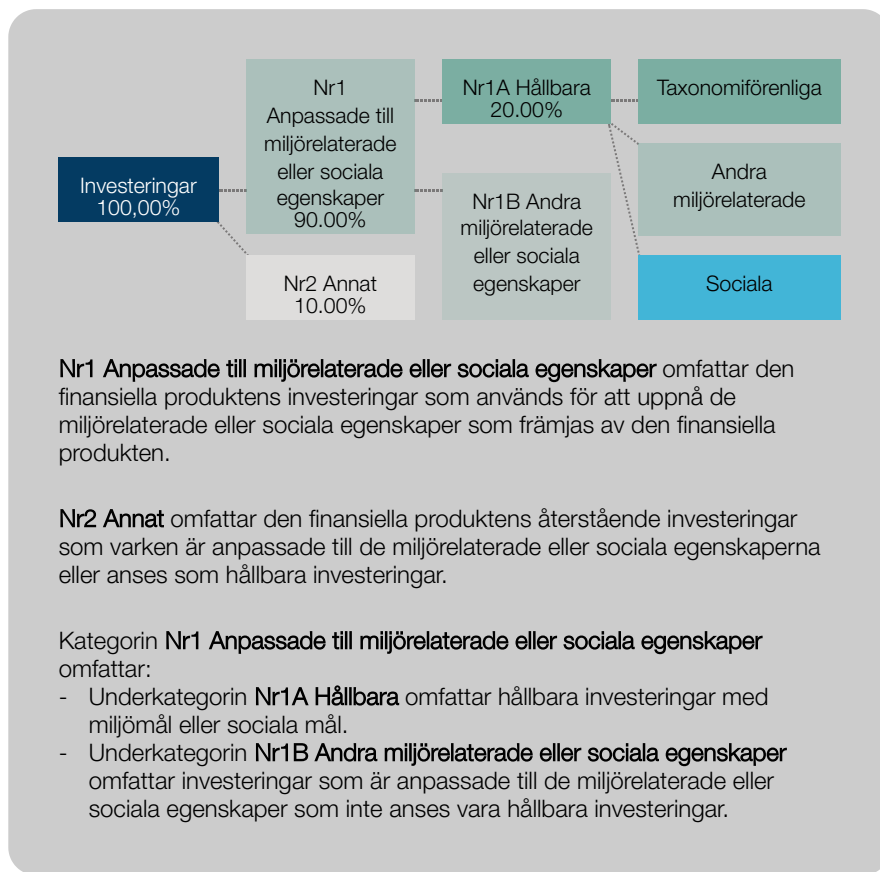 Investeringar
100,00%
Nr1
Anpassade till
miljörelaterade
eller sociala
egenskaper
90.00%
Nr2 Annat
10.00%
Nr1A Hållbara
20.00%
Nr1B Andra
miljörelaterade
eller sociala
egenskaper
Taxonomiförenliga
Andra
miljörelaterade
Sociala
Nr1 Anpassade till miljörelaterade eller sociala egenskaper omfattar den
finansiella produktens investeringar som används för att uppnå de
miljörelaterade eller sociala egenskaper som främjas av den finansiella
produkten.
Nr2 Annat omfattar den finansiella produktens återstående investeringar
som varken är anpassade till de miljörelaterade eller sociala egenskaperna
eller anses som hållbara investeringar.
Kategorin Nr1 Anpassade till miljörelaterade eller sociala egenskaper
omfattar:
- Underkategorin Nr1A Hållbara omfattar hållbara investeringar med
miljömål eller sociala mål.
- Underkategorin Nr1B Andra miljörelaterade eller sociala egenskaper
omfattar investeringar som är anpassade till de miljörelaterade eller
sociala egenskaper som inte anses vara hållbara investeringar.